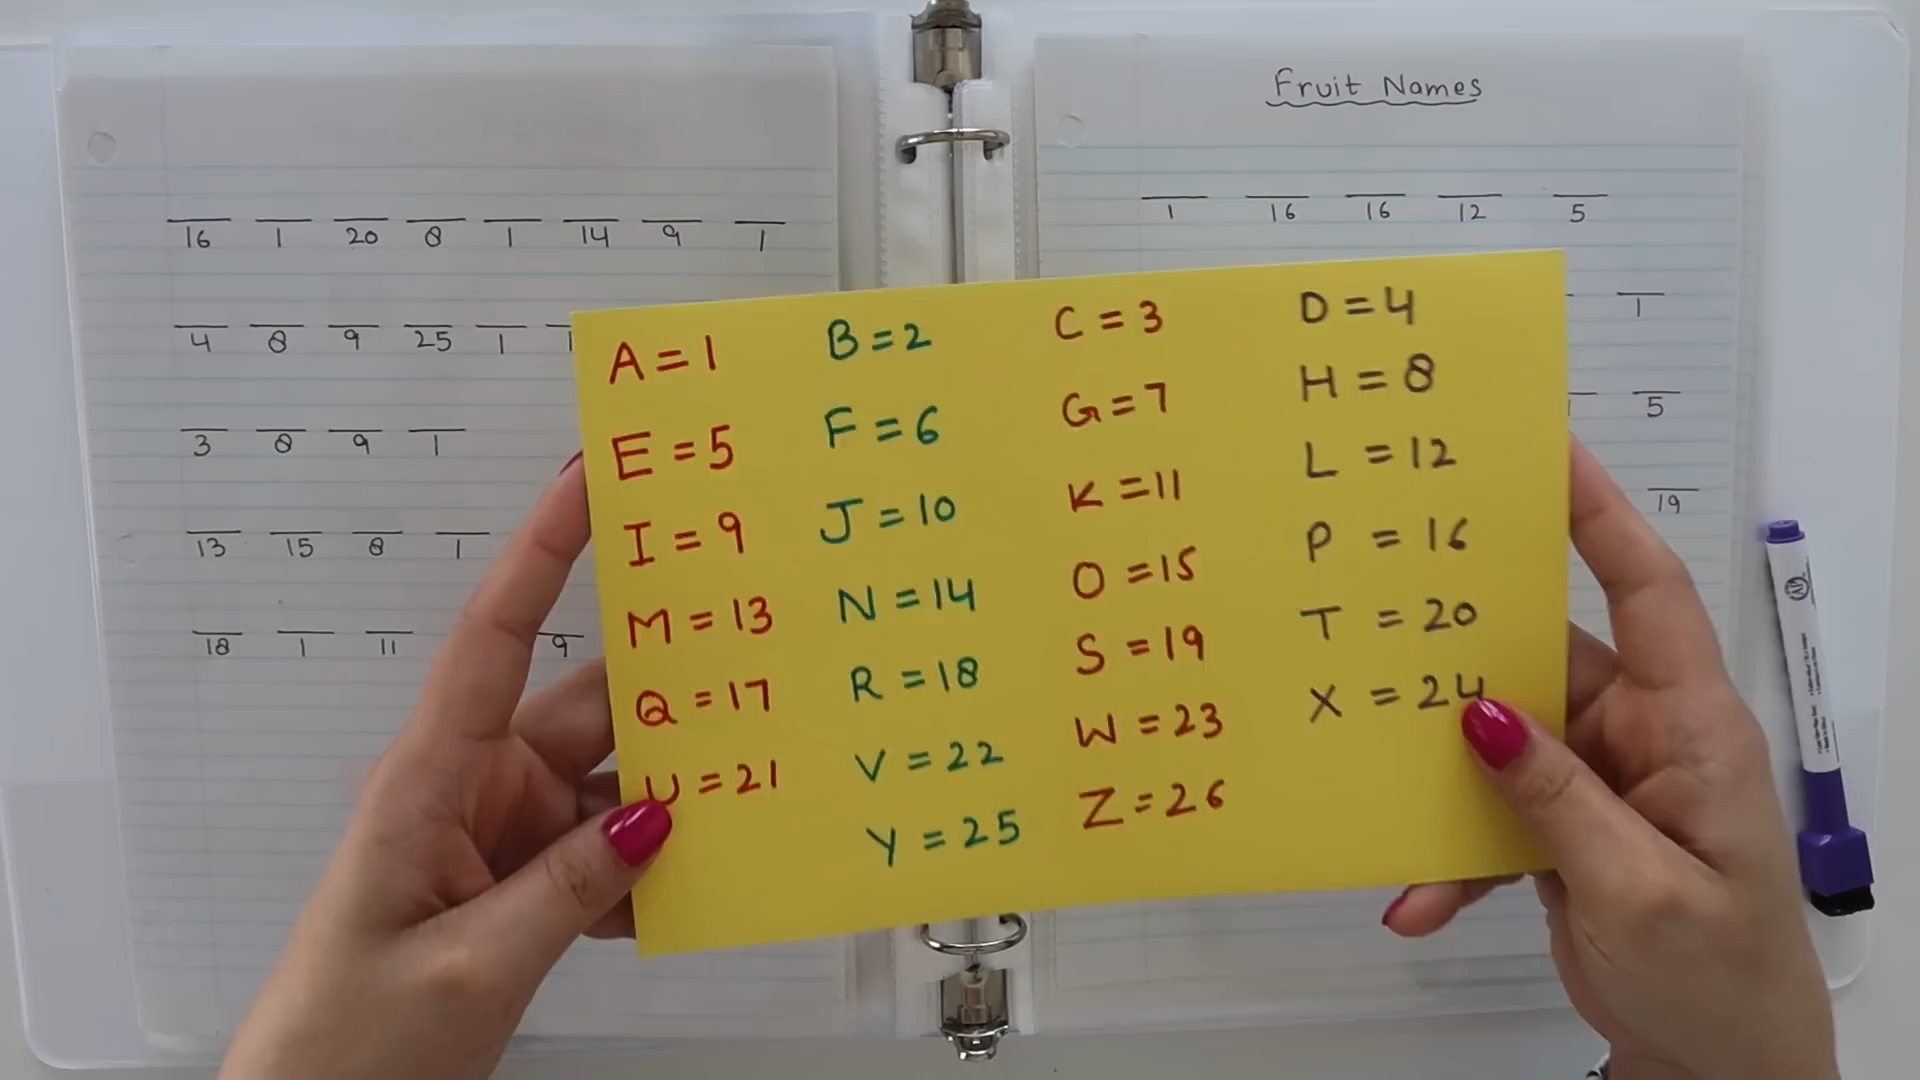 Fruit Names
16 1 20 8 1 14 9 1
4 8 9 25 1
3 8 9 1
13 15 8 1
18 1 11 9
1 16 16 12 5
1
5
19
A = 1 B = 2 C = 3 D = 4
E = 5 F = 6 G = 7 H = 8
I = 9 J = 10 K = 11 L = 12
M = 13 N = 14 O = 15 P = 16
Q = 17 R = 18 S = 19 T = 20
U = 21 V = 22 W = 23 X = 24
Y = 25 Z = 26